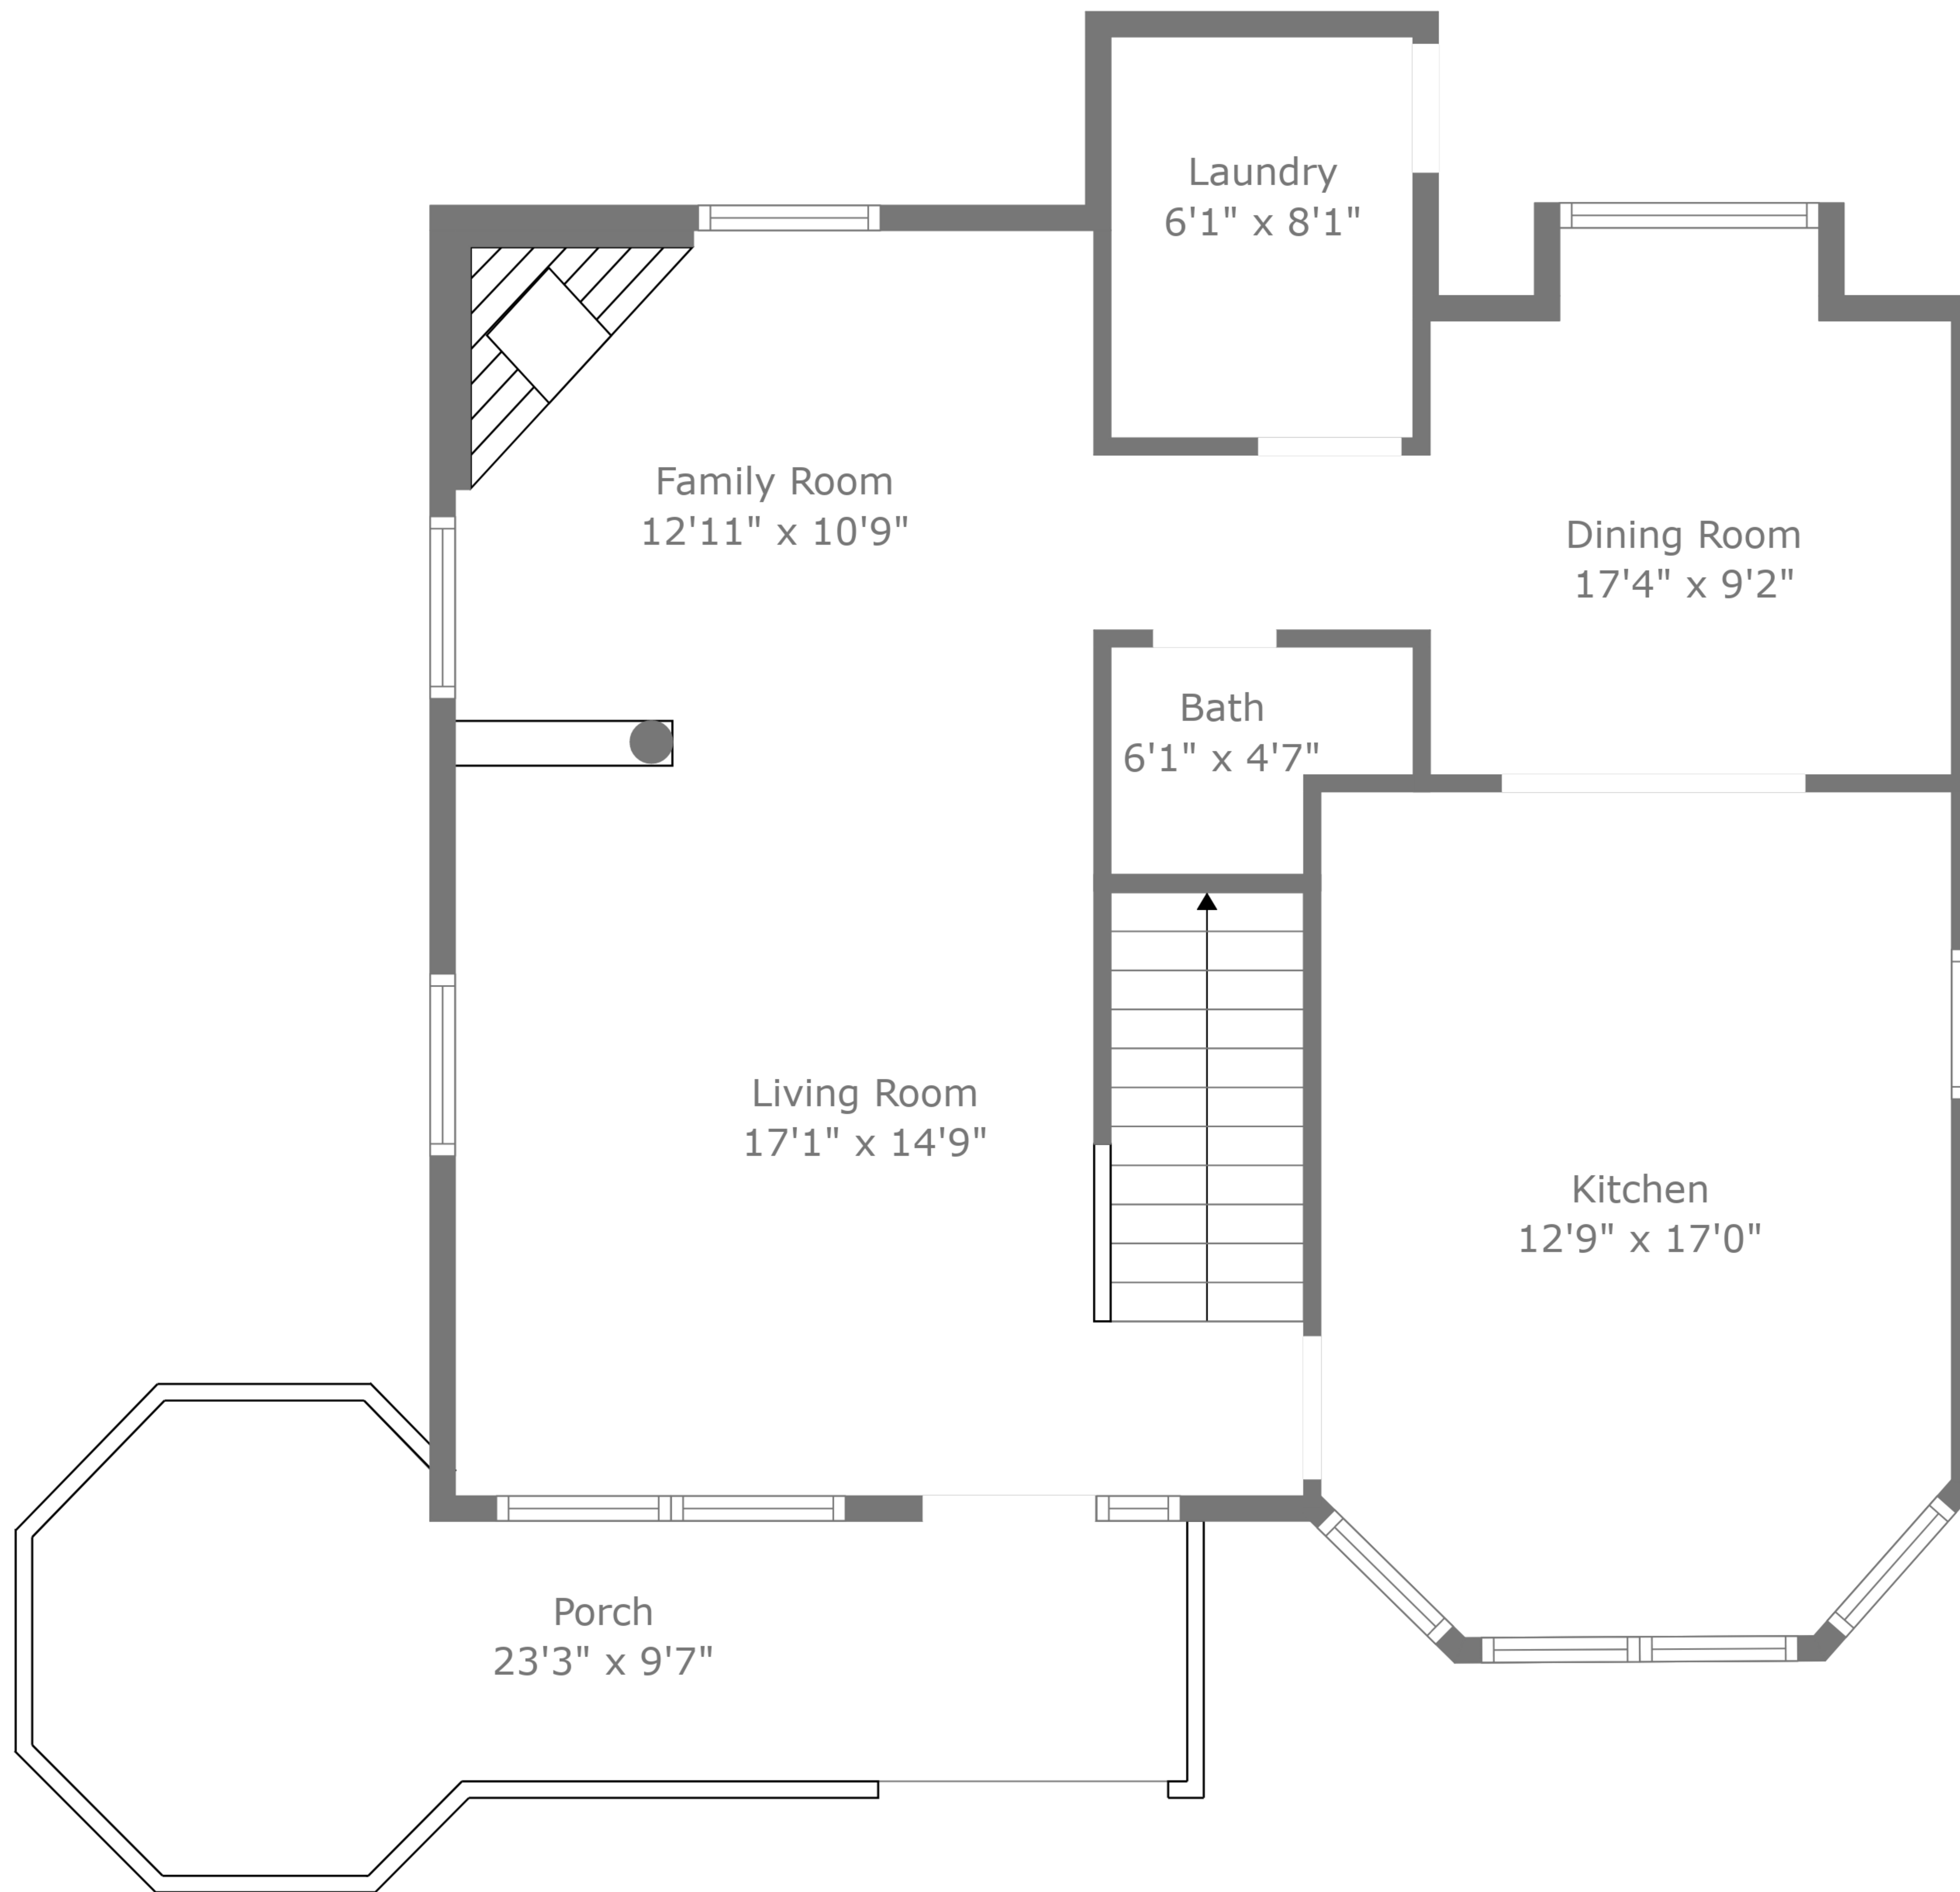 Laundry
6'1" x 8'1"
Family Room
12'11" x 10'9"
Dining Room
17'4" x 9'2"
Bath
6'1" x 4'7"
Living Room
17'1" x 14'9"
Kitchen
12'9" x 17'0"
Porch
23'3" x 9'7"